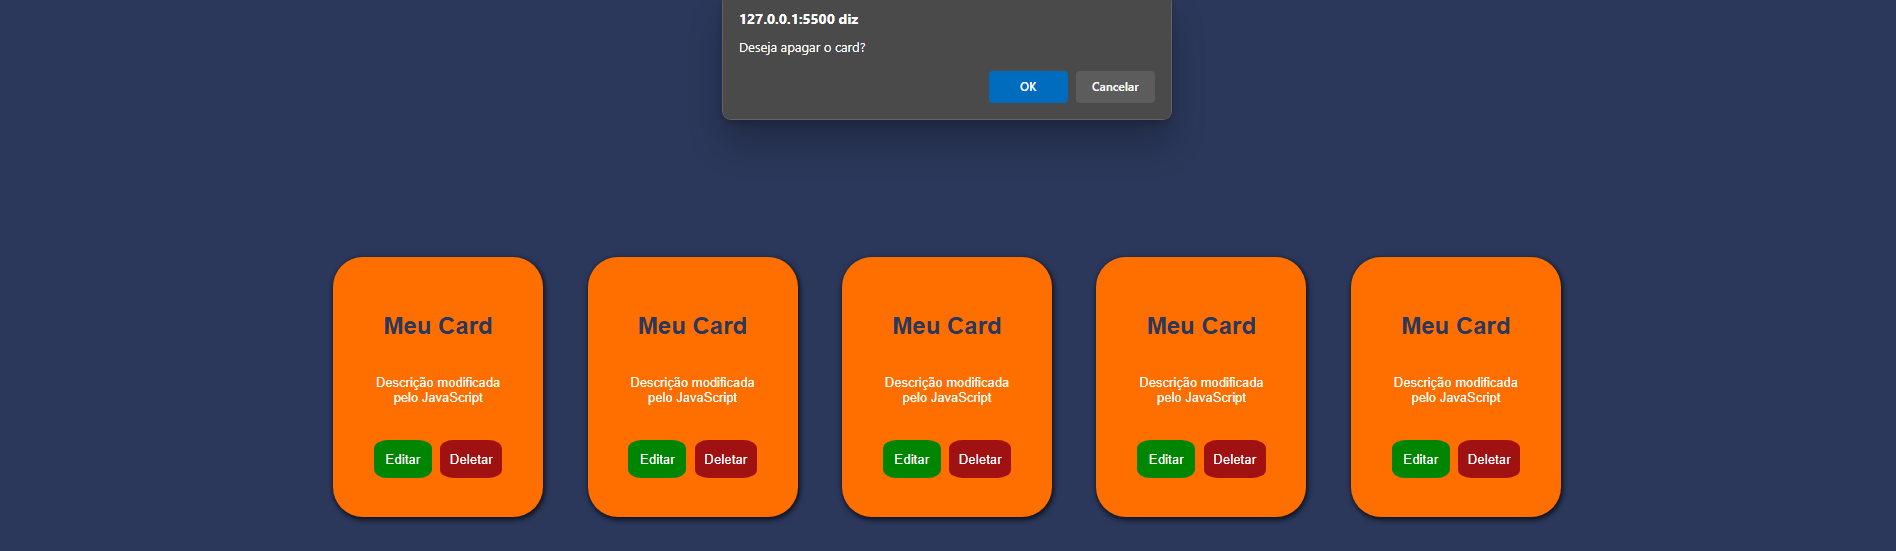 127.0.0.1:5500 diz
Deseja apagar o card?
OK Cancelar
Meu Card
Descrição modificada
pelo JavaScript
Editar Deletar
Meu Card
Descrição modificada
pelo JavaScript
Editar Deletar
Meu Card
Descrição modificada
pelo JavaScript
Editar Deletar
Meu Card
Descrição modificada
pelo JavaScript
Editar Deletar
Meu Card
Descrição modificada
pelo JavaScript
Editar Deletar